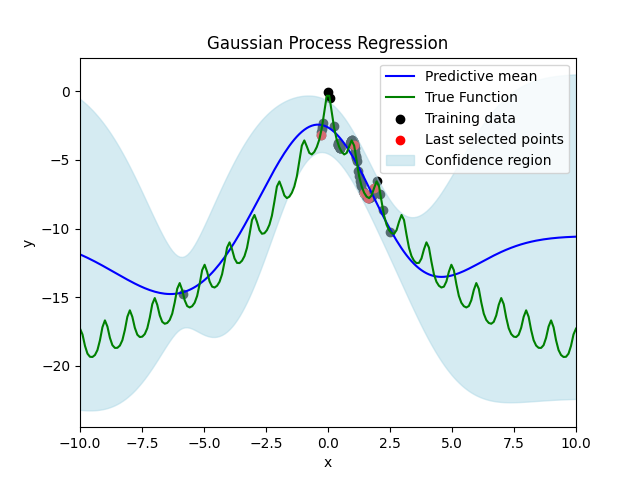 Gaussian Process Regression
Predictive mean
True Function
Training data
Last selected points
Confidence region
y
0
−5
−10
−15
−20
−10.0 −7.5 −5.0 −2.5 0.0 2.5 5.0 7.5 10.0
x